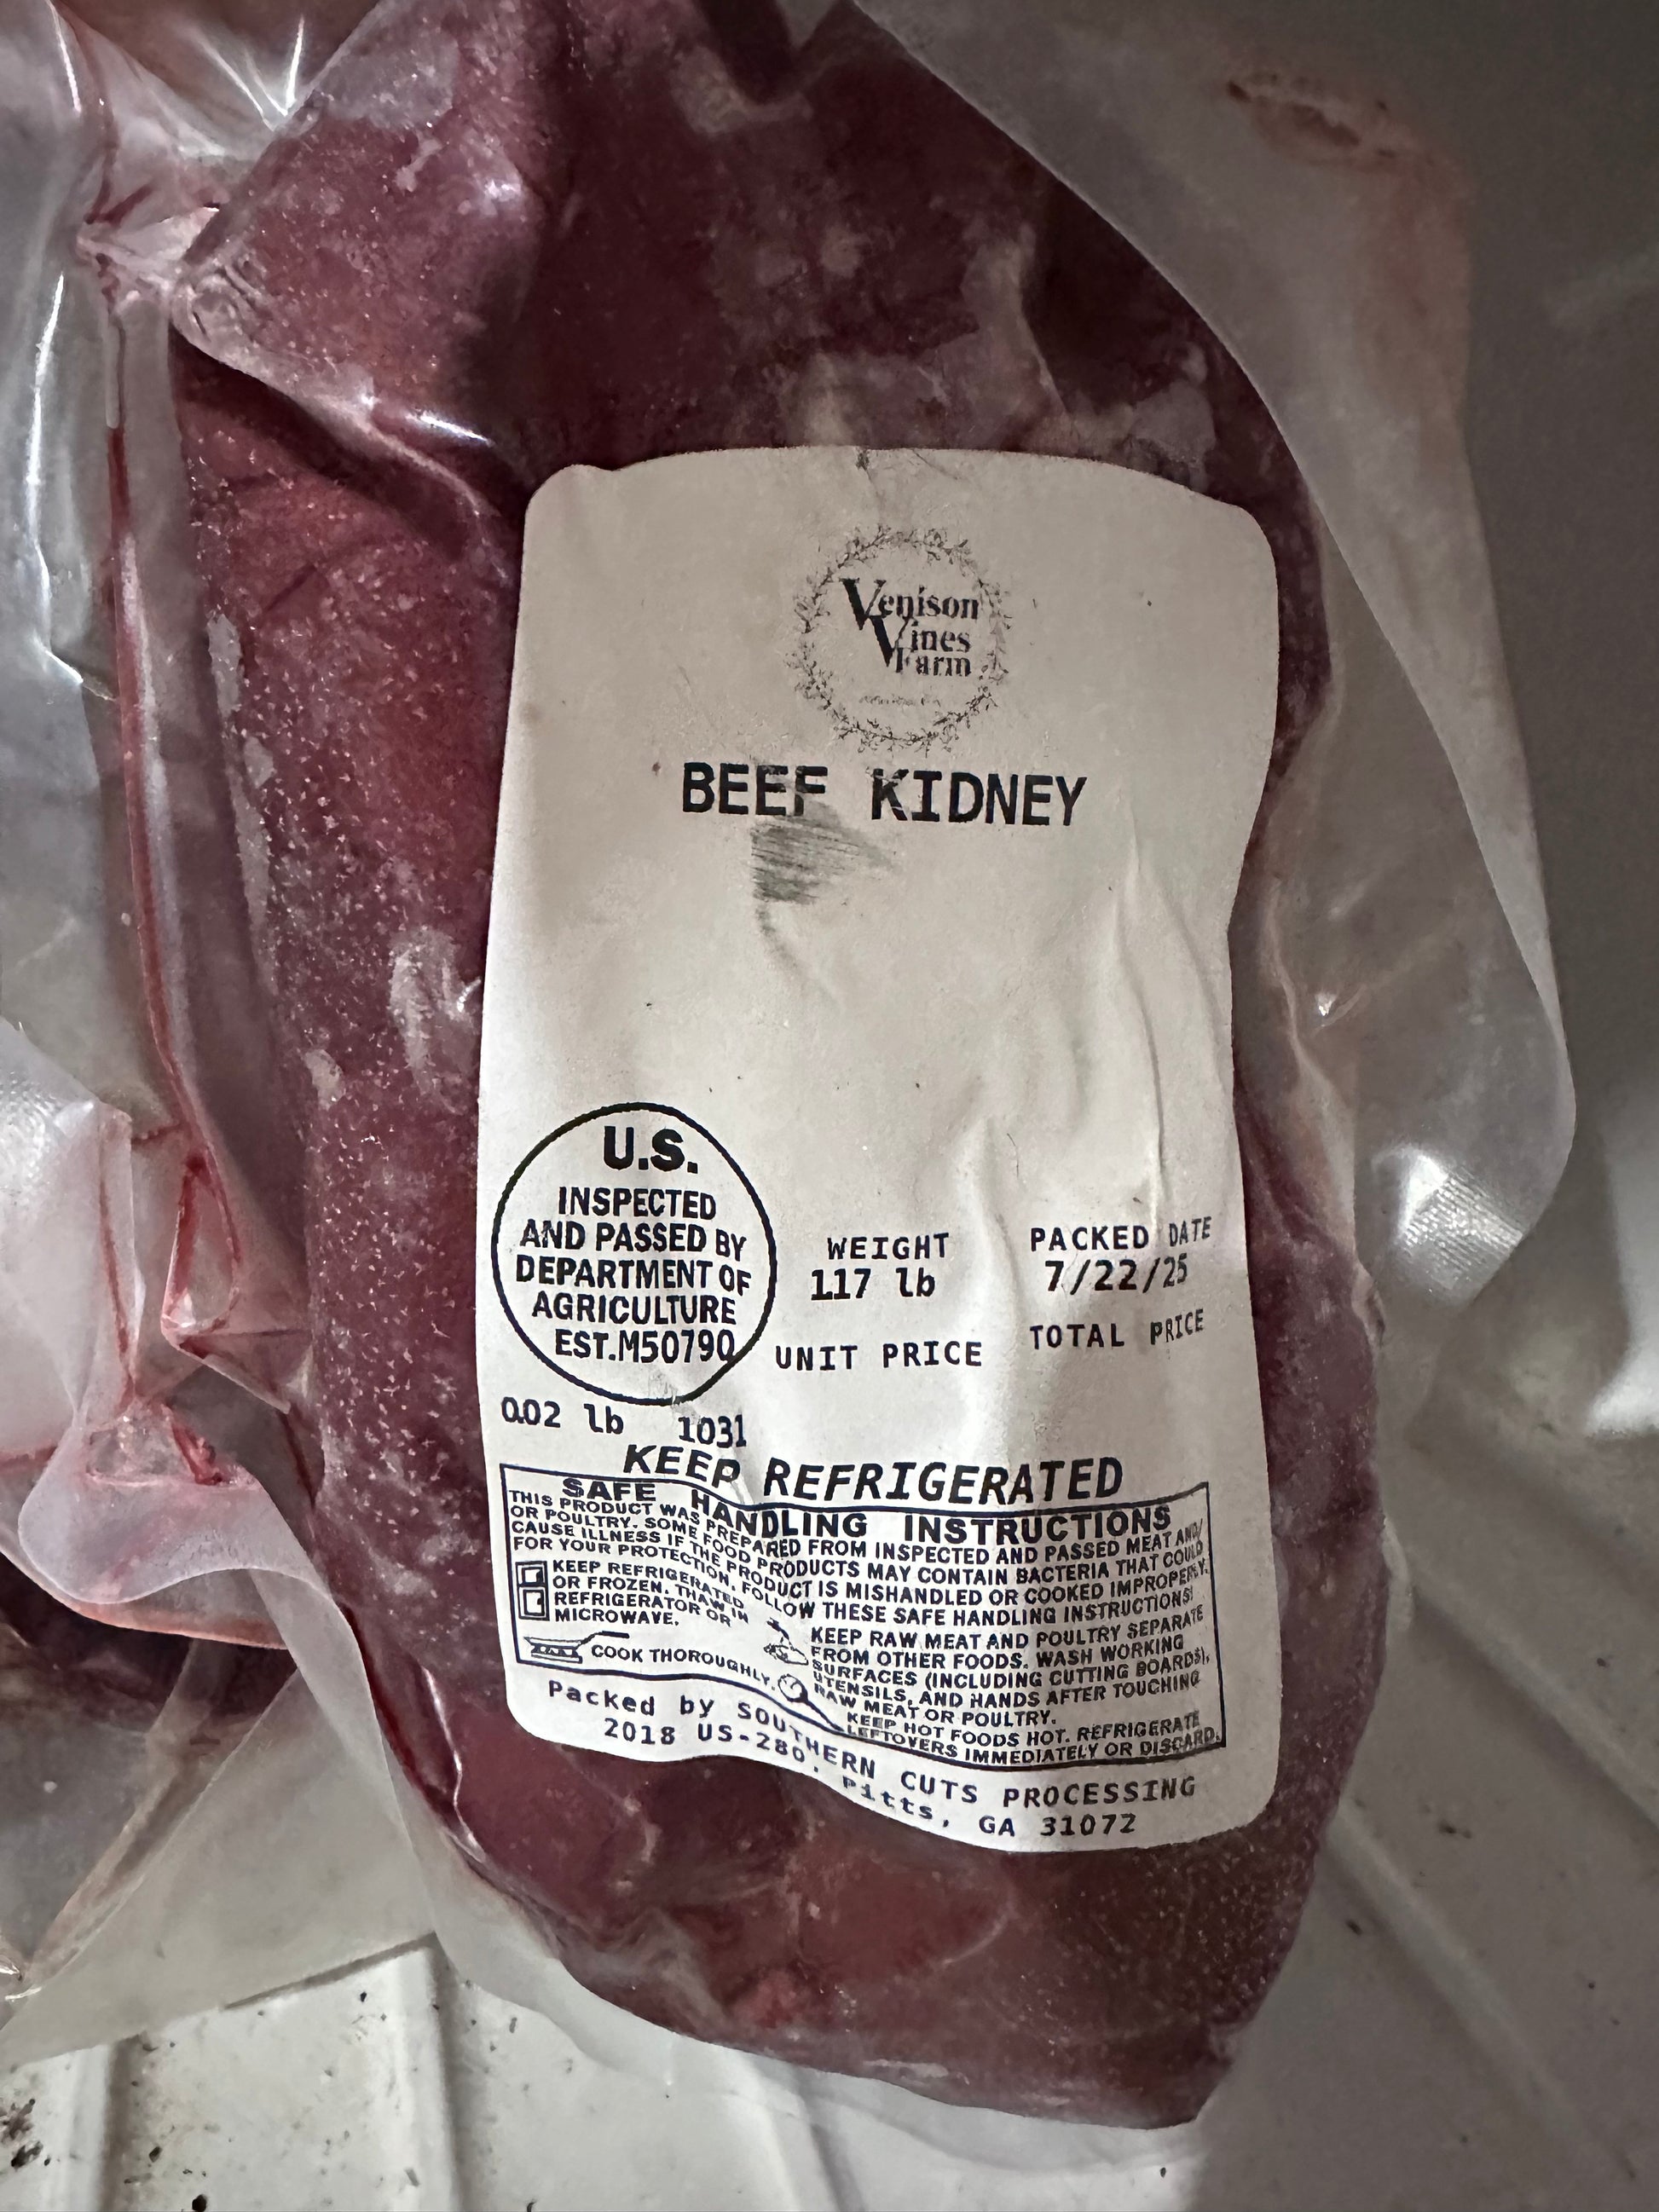 Venison
Vines
Farm
BEEF KIDNEY
U.S.
INSPECTED
AND PASSED BY
DEPARTMENT OF
AGRICULTURE
EST.M50790
WEIGHT
1.17 lb
PACKED DATE
7/22/25
UNIT PRICE
TOTAL PRICE
0.02 lb 1031
KEEP REFRIGERATED
SAFE HANDLING INSTRUCTIONS
THIS PRODUCT WAS PREPARED FROM INSPECTED AND PASSED MEAT AND/
OR POULTRY. SOME FOOD PRODUCTS MAY CONTAIN BACTERIA THAT COULD
CAUSE ILLNESS IF THE PRODUCT IS MISHANDLED OR COOKED IMPROPERLY.
FOR YOUR PROTECTION, FOLLOW THESE SAFE HANDLING INSTRUCTIONS.
KEEP REFRIGERATED
OR FROZEN. THAW IN
REFRIGERATOR OR
MICROWAVE.
KEEP RAW MEAT AND POULTRY SEPARATE
FROM OTHER FOODS. WASH WORKING
SURFACES (INCLUDING CUTTING BOARDS),
UTENSILS, AND HANDS AFTER TOUCHING
RAW MEAT OR POULTRY.
COOK THOROUGHLY.
KEEP HOT FOODS HOT. REFRIGERATE
LEFTOVERS IMMEDIATELY OR DISCARD.
Packed by SOUTHERN CUTS PROCESSING
2018 US-280, Pitts, GA 31072